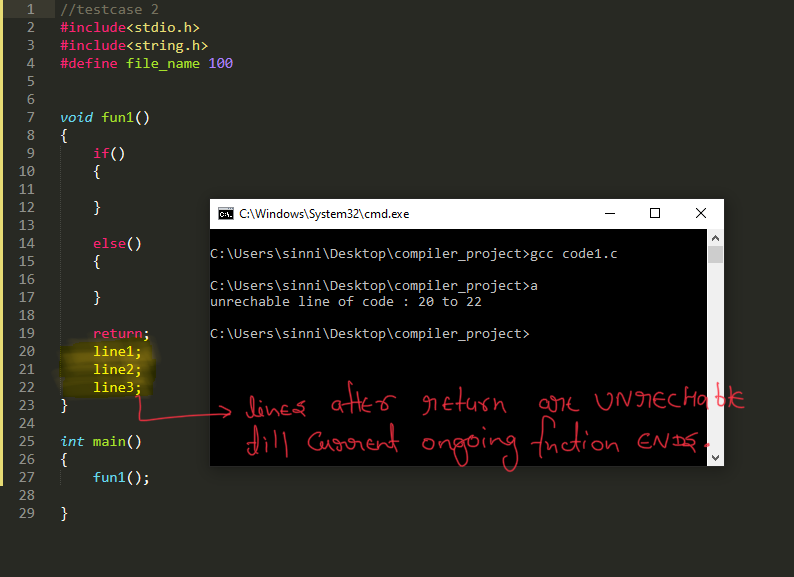 1 //testcase 2
2 #include<stdio.h>
3 #include<string.h>
4 #define file_name 100
5
6
7 void fun1()
8 {
9 if()
10 {
11
12 }
13
14 else()
15 {
16
17 }
18
19 return;
20 line1;
21 line2;
22 line3;
23 }
24
25 int main()
26 {
27 fun1();
28
29 }
C:\Windows\System32\cmd.exe
C:\Users\sinni\Desktop\compiler_project>gcc code1.c
C:\Users\sinni\Desktop\compiler_project>a
unrechable line of code : 20 to 22
C:\Users\sinni\Desktop\compiler_project>
lines after return are UNRECHable
till current ongoing fnction ENDS.